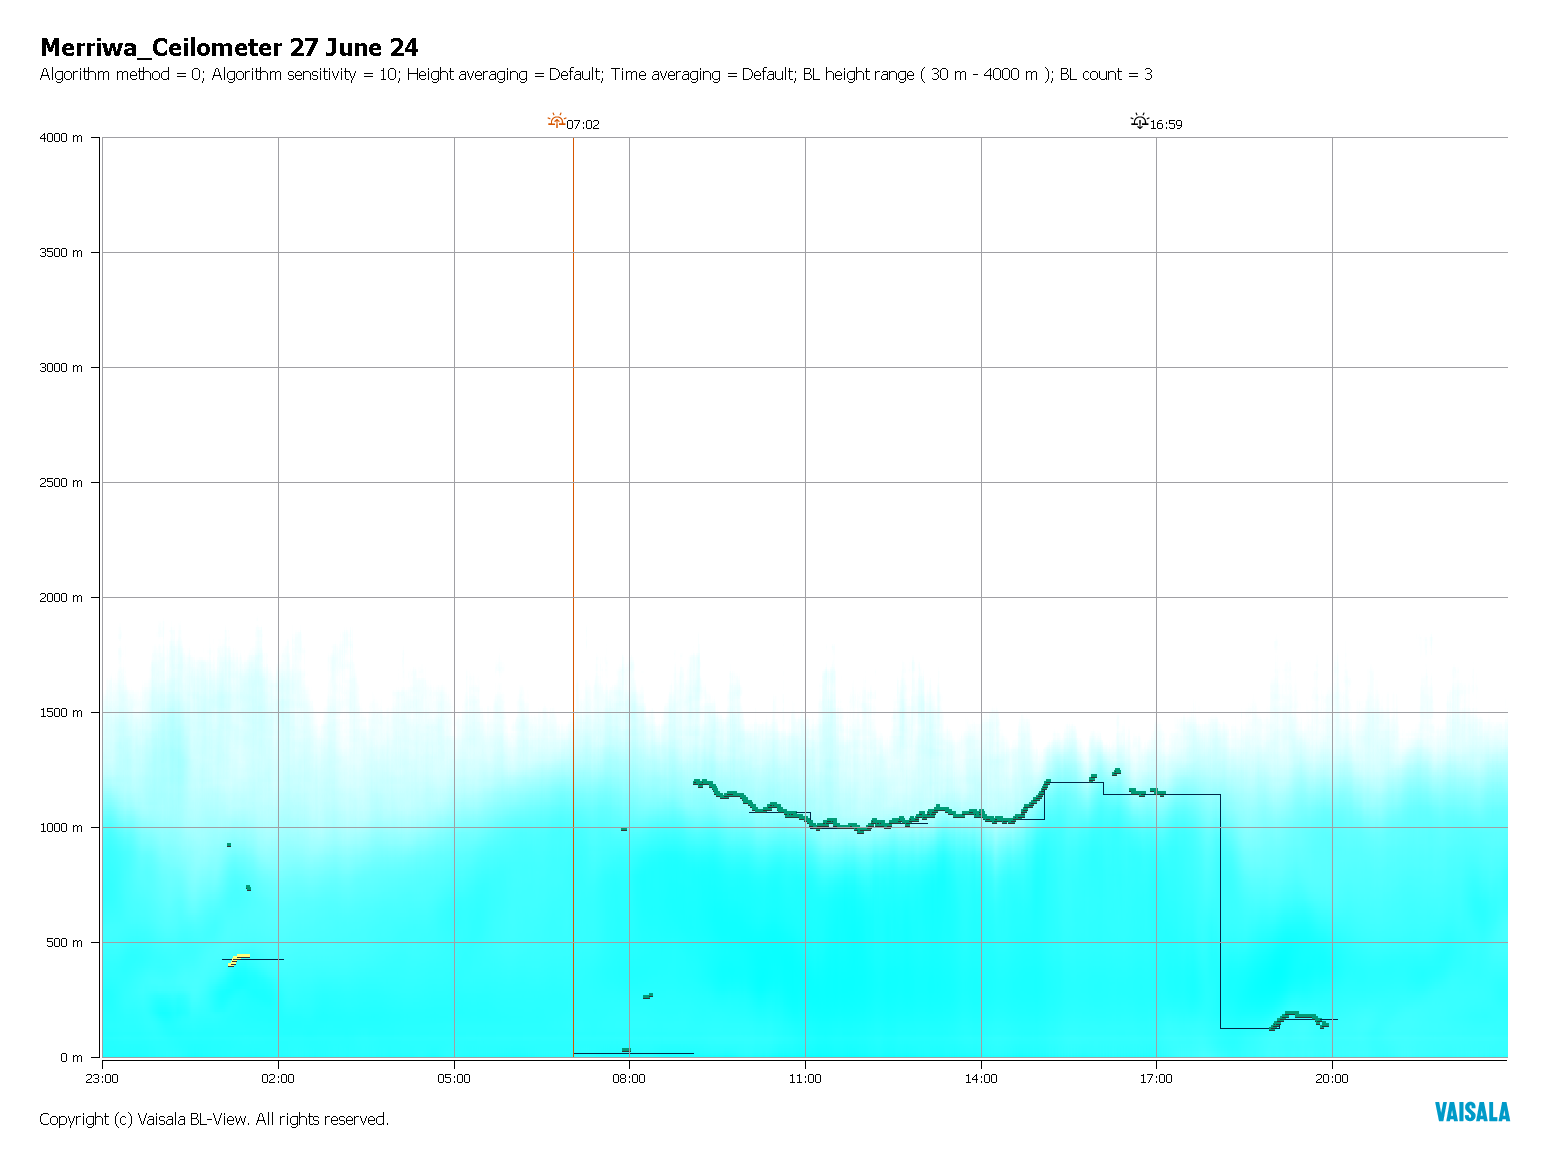 Merriwa_Ceilometer 27 June 24
Algorithm method = 0; Algorithm sensitivity = 10; Height averaging = Default; Time averaging = Default; BL height range ( 30 m - 4000 m ); BL count = 3
07:02
16:59
4000 m
3500 m
3000 m
2500 m
2000 m
1500 m
1000 m
500 m
0 m
23:00
02:00
05:00
08:00
11:00
14:00
17:00
20:00
Copyright (c) Vaisala BL-View. All rights reserved.
VAISALA